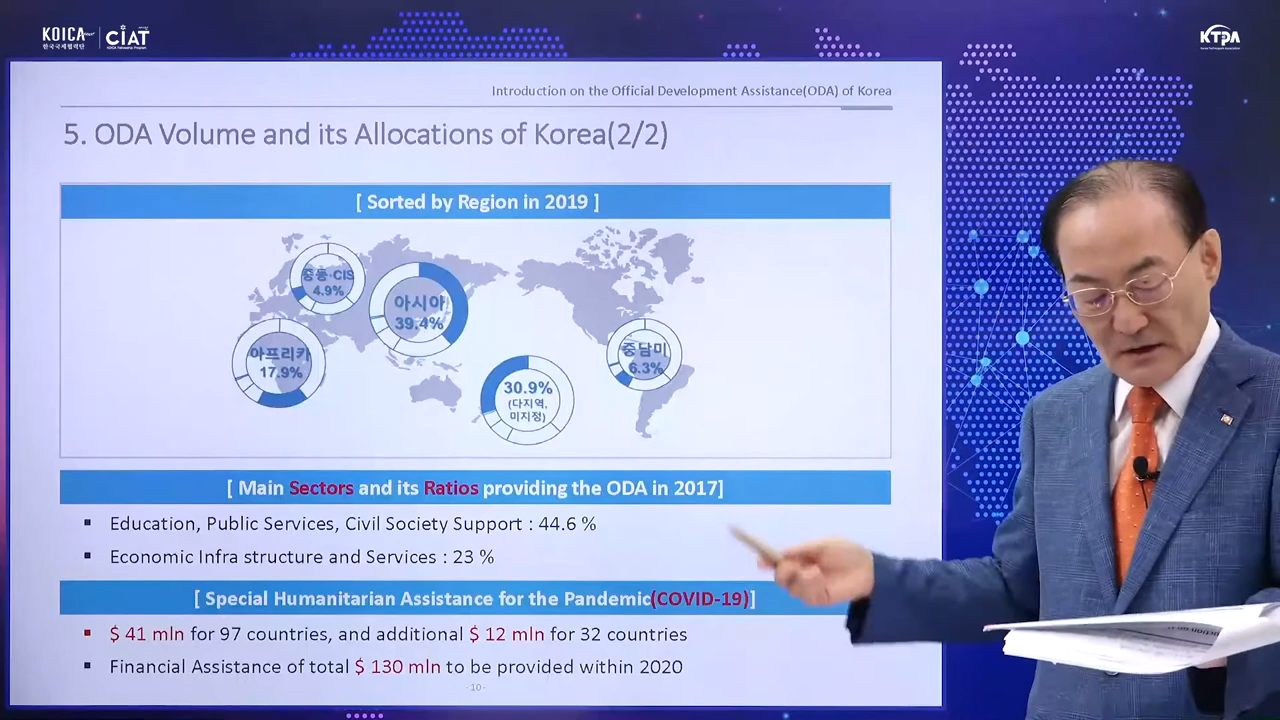 KOICA
한국국제협력단
CIAT
KOICA Fellowship Program
KTPA
Introduction on the Official Development Assistance(ODA) of Korea
5. ODA Volume and its Allocations of Korea(2/2)
[ Sorted by Region in 2019 ]
중동·CIS
4.9%
아시아
39.4%
아프리카
17.9%
중남미
6.3%
30.9%
(다지역,
미지정)
[ Main Sectors and its Ratios providing the ODA in 2017]
▪ Education, Public Services, Civil Society Support : 44.6 %
▪ Economic Infra structure and Services : 23 %
[ Special Humanitarian Assistance for the Pandemic(COVID-19)]
▪ $ 41 mln for 97 countries, and additional $ 12 mln for 32 countries
▪ Financial Assistance of total $ 130 mln to be provided within 2020
- 10 -